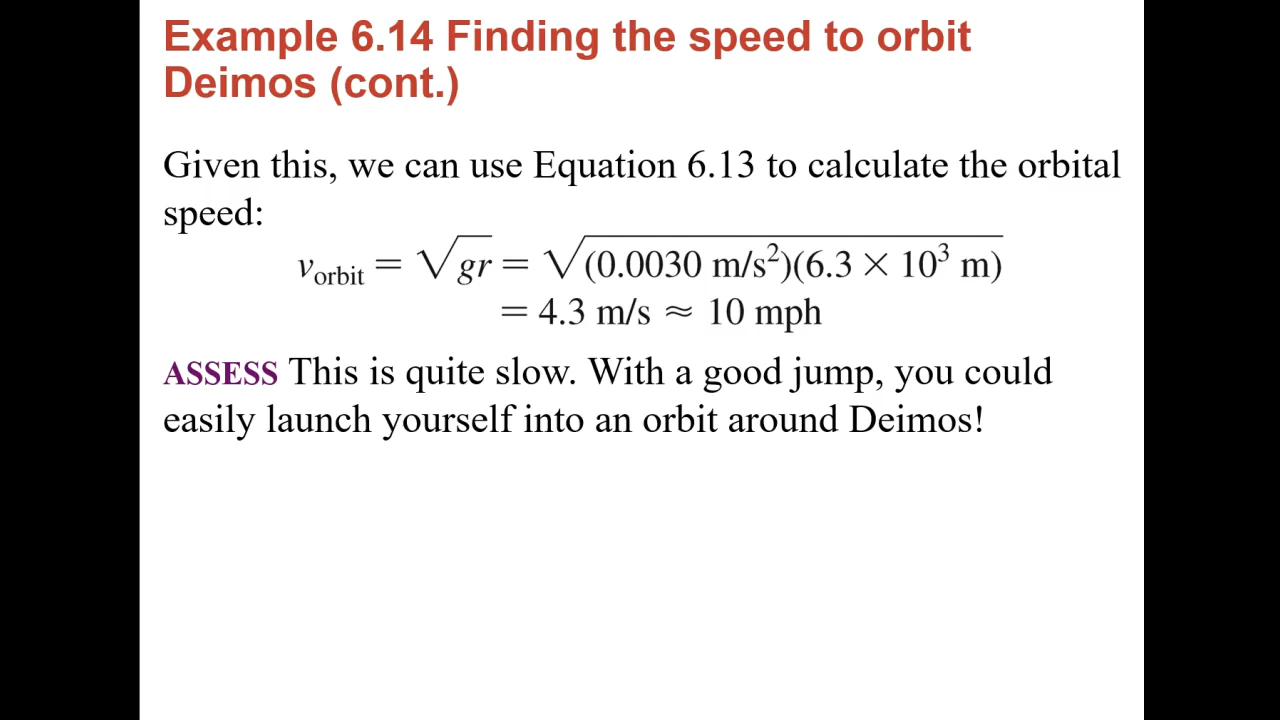 Example 6.14 Finding the speed to orbit
Deimos (cont.)
Given this, we can use Equation 6.13 to calculate the orbital
speed:
v_orbit = √gr = √(0.0030 m/s²)(6.3 × 10³ m)
= 4.3 m/s ≈ 10 mph
ASSESS This is quite slow. With a good jump, you could
easily launch yourself into an orbit around Deimos!